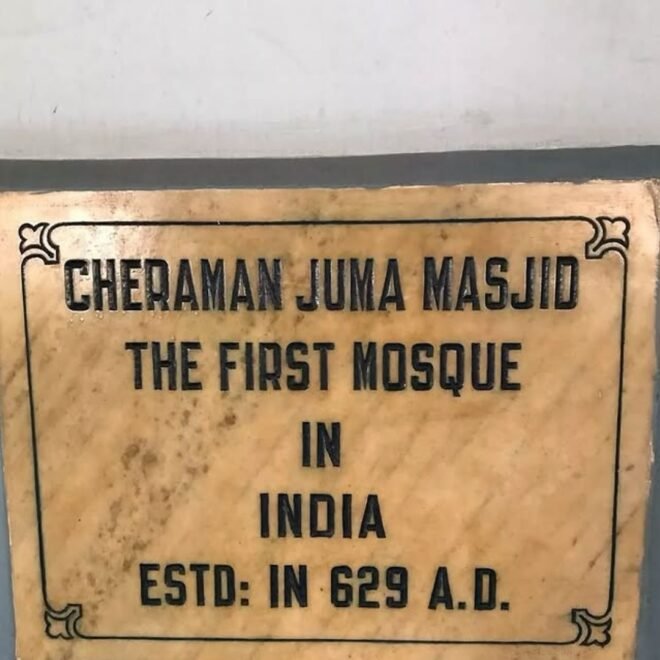 CHERAMAN JUMA MASJID
THE FIRST MOSQUE
IN
INDIA
ESTD: IN 629 A.D.